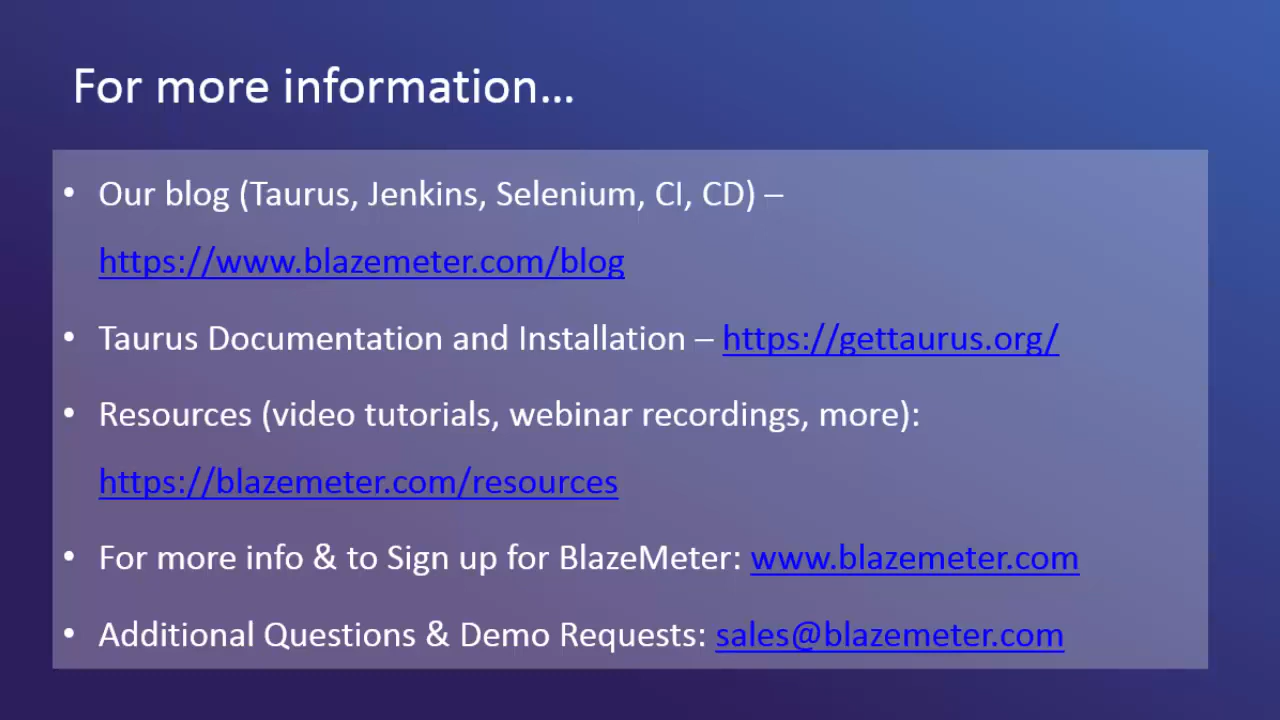 For more information…
• Our blog (Taurus, Jenkins, Selenium, CI, CD) –
https://www.blazemeter.com/blog
• Taurus Documentation and Installation – https://gettaurus.org/
• Resources (video tutorials, webinar recordings, more):
https://blazemeter.com/resources
• For more info & to Sign up for BlazeMeter: www.blazemeter.com
• Additional Questions & Demo Requests: sales@blazemeter.com